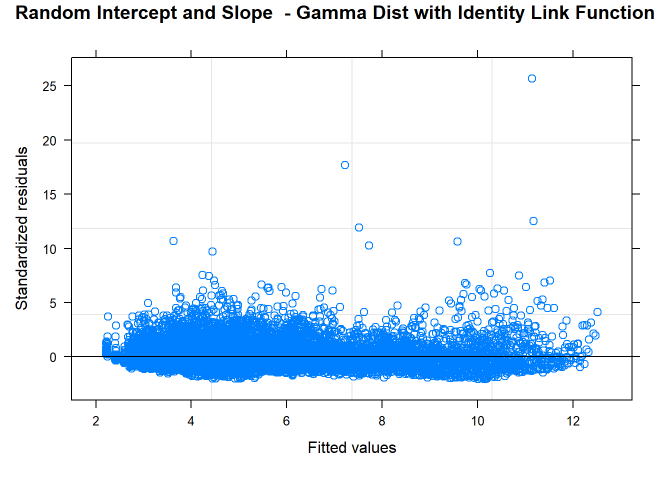 Random Intercept and Slope  - Gamma Dist with Identity Link Function
25
20
15
10
5
0
Standardized residuals
2 4 6 8 10 12
Fitted values